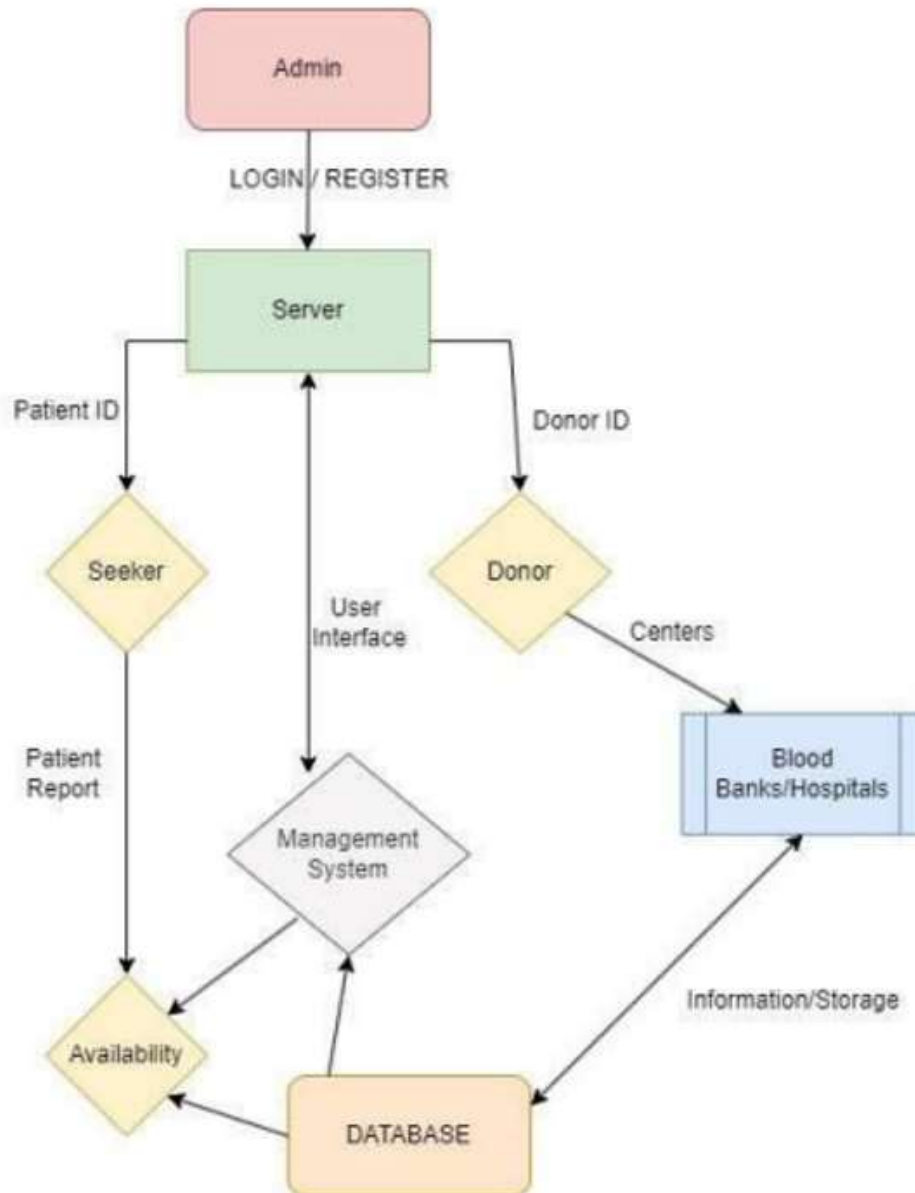 Admin
LOGIN / REGISTER
Server
Patient ID
Donor ID
Seeker
Donor
User
Interface
Centers
Patient
Report
Blood
Banks/Hospitals
Management
System
Information/Storage
Availability
DATABASE